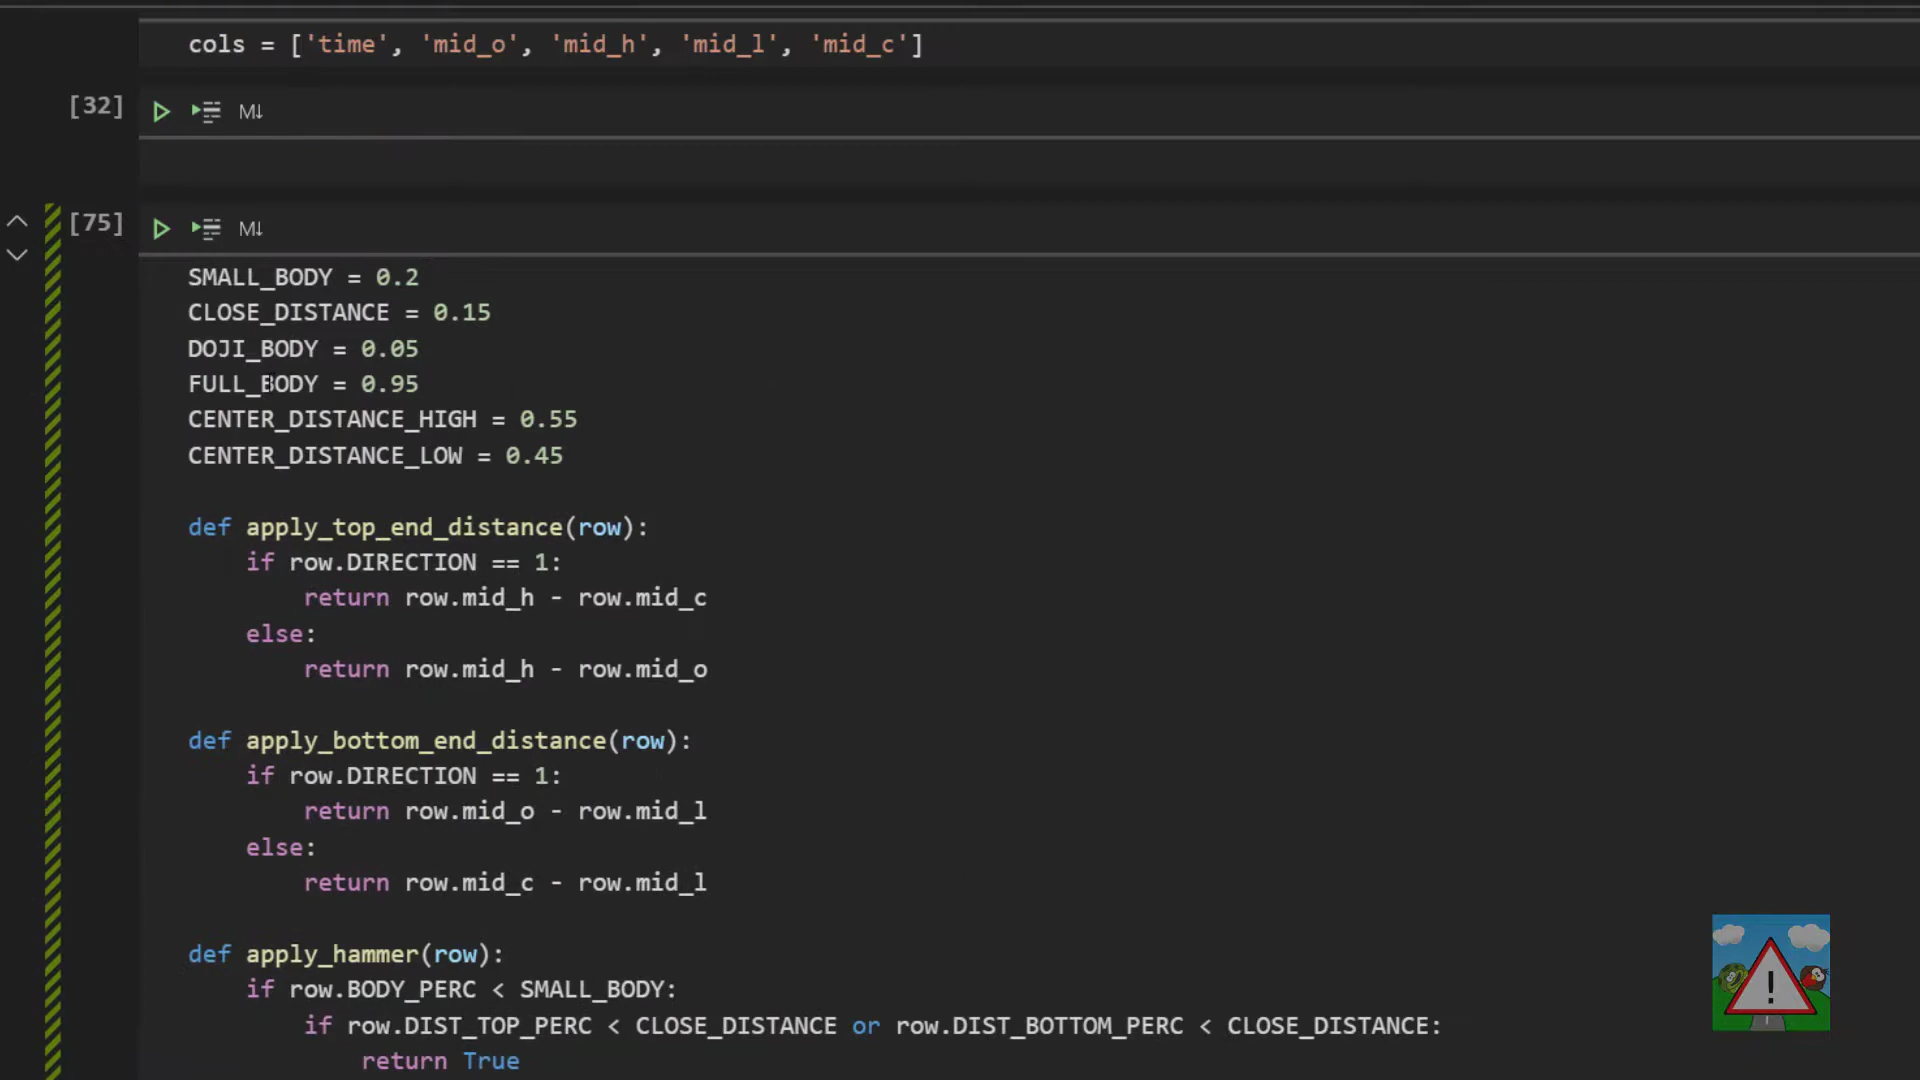 cols = ['time', 'mid_o', 'mid_h', 'mid_l', 'mid_c']
[32]
M↓
[75]
M↓
SMALL_BODY = 0.2
CLOSE_DISTANCE = 0.15
DOJI_BODY = 0.05
FULL_BODY = 0.95
CENTER_DISTANCE_HIGH = 0.55
CENTER_DISTANCE_LOW = 0.45
def apply_top_end_distance(row):
if row.DIRECTION == 1:
return row.mid_h - row.mid_c
else:
return row.mid_h - row.mid_o
def apply_bottom_end_distance(row):
if row.DIRECTION == 1:
return row.mid_o - row.mid_l
else:
return row.mid_c - row.mid_l
def apply_hammer(row):
if row.BODY_PERC < SMALL_BODY:
if row.DIST_TOP_PERC < CLOSE_DISTANCE or row.DIST_BOTTOM_PERC < CLOSE_DISTANCE:
return True
!